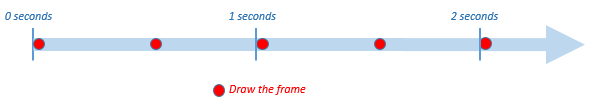 0 seconds
1 seconds
2 seconds
Draw the frame